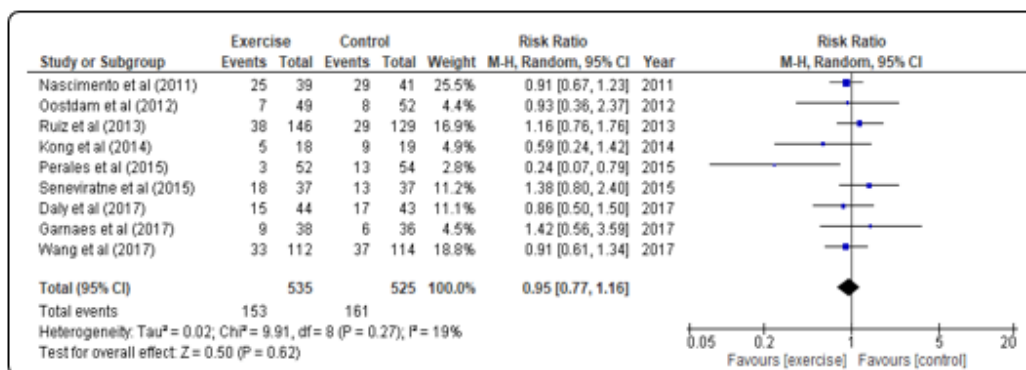 Exercise Control Risk Ratio Risk Ratio
Study or Subgroup Events Total Events Total Weight M-H, Random, 95% CI Year M-H, Random, 95% CI
Nascimento et al (2011) 25 39 29 41 25.5% 0.91 [0.67, 1.23] 2011
Oostdam et al (2012) 7 49 8 52 4.4% 0.93 [0.36, 2.37] 2012
Ruiz et al (2013) 38 146 29 129 16.9% 1.16 [0.76, 1.76] 2013
Kong et al (2014) 5 18 9 19 4.9% 0.59 [0.24, 1.42] 2014
Perales et al (2015) 3 52 13 54 2.8% 0.24 [0.07, 0.79] 2015
Seneviratne et al (2015) 18 37 13 37 11.2% 1.38 [0.80, 2.40] 2015
Daly et al (2017) 15 44 17 43 11.1% 0.86 [0.50, 1.50] 2017
Garnaes et al (2017) 9 38 6 36 4.5% 1.42 [0.56, 3.59] 2017
Wang et al (2017) 33 112 37 114 18.8% 0.91 [0.61, 1.34] 2017
Total (95% CI) 535 525 100.0% 0.95 [0.77, 1.16]
Total events 153 161
Heterogeneity: Tau² = 0.02; Chi² = 9.91, df = 8 (P = 0.27); I² = 19%
Test for overall effect: Z = 0.50 (P = 0.62)
0.05 0.2 1 5 20
Favours [exercise] Favours [control]